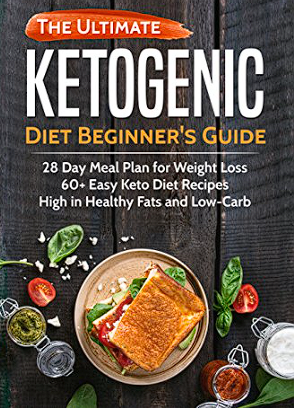 The Ultimate
Ketogenic
Diet Beginner's Guide
28 Day Meal Plan for Weight Loss
60+ Easy Keto Diet Recipes
High in Healthy Fats and Low-Carb